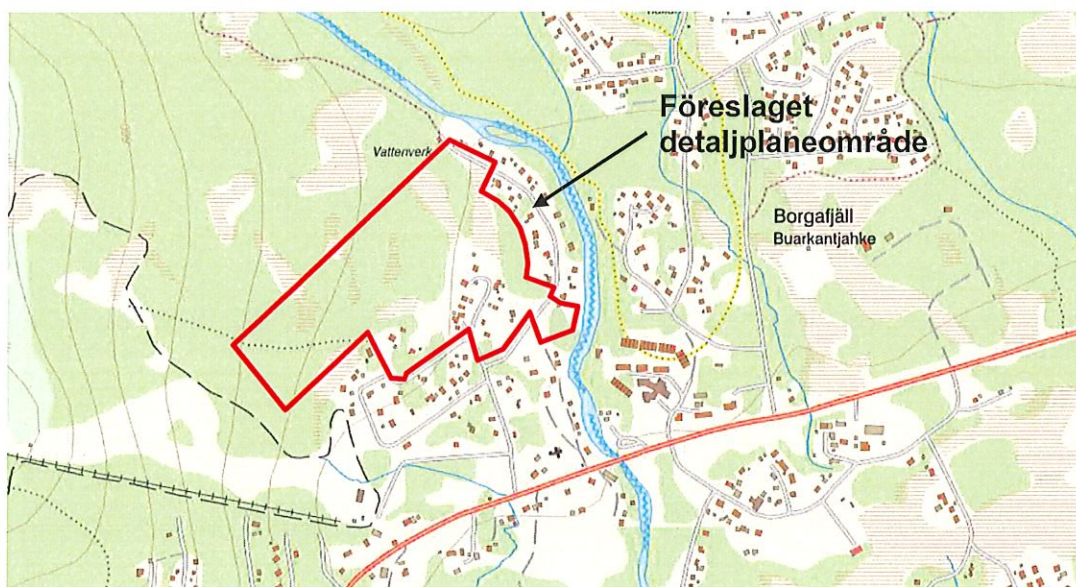 Föreslaget
detaljplaneområde
Vattenverk
Borgafjäll
Buarkantjahke